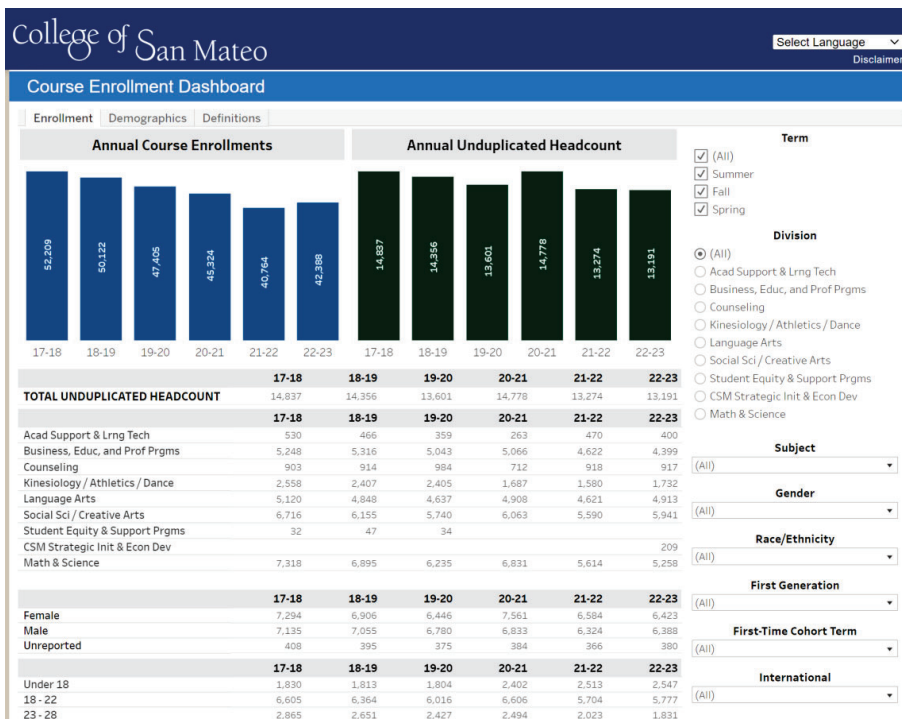 College of San Mateo
Select Language
Disclaimer
Course Enrollment Dashboard
Enrollment Demographics Definitions
Annual Course Enrollments
52,209 50,122 47,405 45,324 40,764 42,388
17-18 18-19 19-20 20-21 21-22 22-23
Annual Unduplicated Headcount
14,837 14,356 13,601 14,778 13,274 13,191
17-18 18-19 19-20 20-21 21-22 22-23
17-18 18-19 19-20 20-21 21-22 22-23
TOTAL UNDUPLICATED HEADCOUNT 14,837 14,356 13,601 14,778 13,274 13,191
17-18 18-19 19-20 20-21 21-22 22-23
Acad Support & Lrng Tech 530 466 359 263 470 400
Business, Educ, and Prof Prgms 5,248 5,316 5,043 5,066 4,622 4,399
Counseling 903 914 984 712 918 917
Kinesiology / Athletics / Dance 2,558 2,407 2,405 1,687 1,580 1,732
Language Arts 5,120 4,848 4,637 4,908 4,621 4,913
Social Sci / Creative Arts 6,716 6,155 5,740 6,063 5,590 5,941
Student Equity & Support Prgms 32 47 34
CSM Strategic Init & Econ Dev 209
Math & Science 7,318 6,895 6,235 6,831 5,614 5,258
17-18 18-19 19-20 20-21 21-22 22-23
Female 7,294 6,906 6,446 7,561 6,584 6,423
Male 7,135 7,055 6,780 6,833 6,324 6,388
Unreported 408 395 375 384 366 380
17-18 18-19 19-20 20-21 21-22 22-23
Under 18 1,830 1,813 1,804 2,402 2,513 2,547
18 - 22 6,605 6,364 6,016 6,606 5,704 5,777
23 - 28 2,865 2,651 2,427 2,494 2,023 1,831
Term
(All)
Summer
Fall
Spring
Division
(All)
Acad Support & Lrng Tech
Business, Educ, and Prof Prgms
Counseling
Kinesiology / Athletics / Dance
Language Arts
Social Sci / Creative Arts
Student Equity & Support Prgms
CSM Strategic Init & Econ Dev
Math & Science
Subject
(All)
Gender
(All)
Race/Ethnicity
(All)
First Generation
(All)
First-Time Cohort Term
(All)
International
(All)